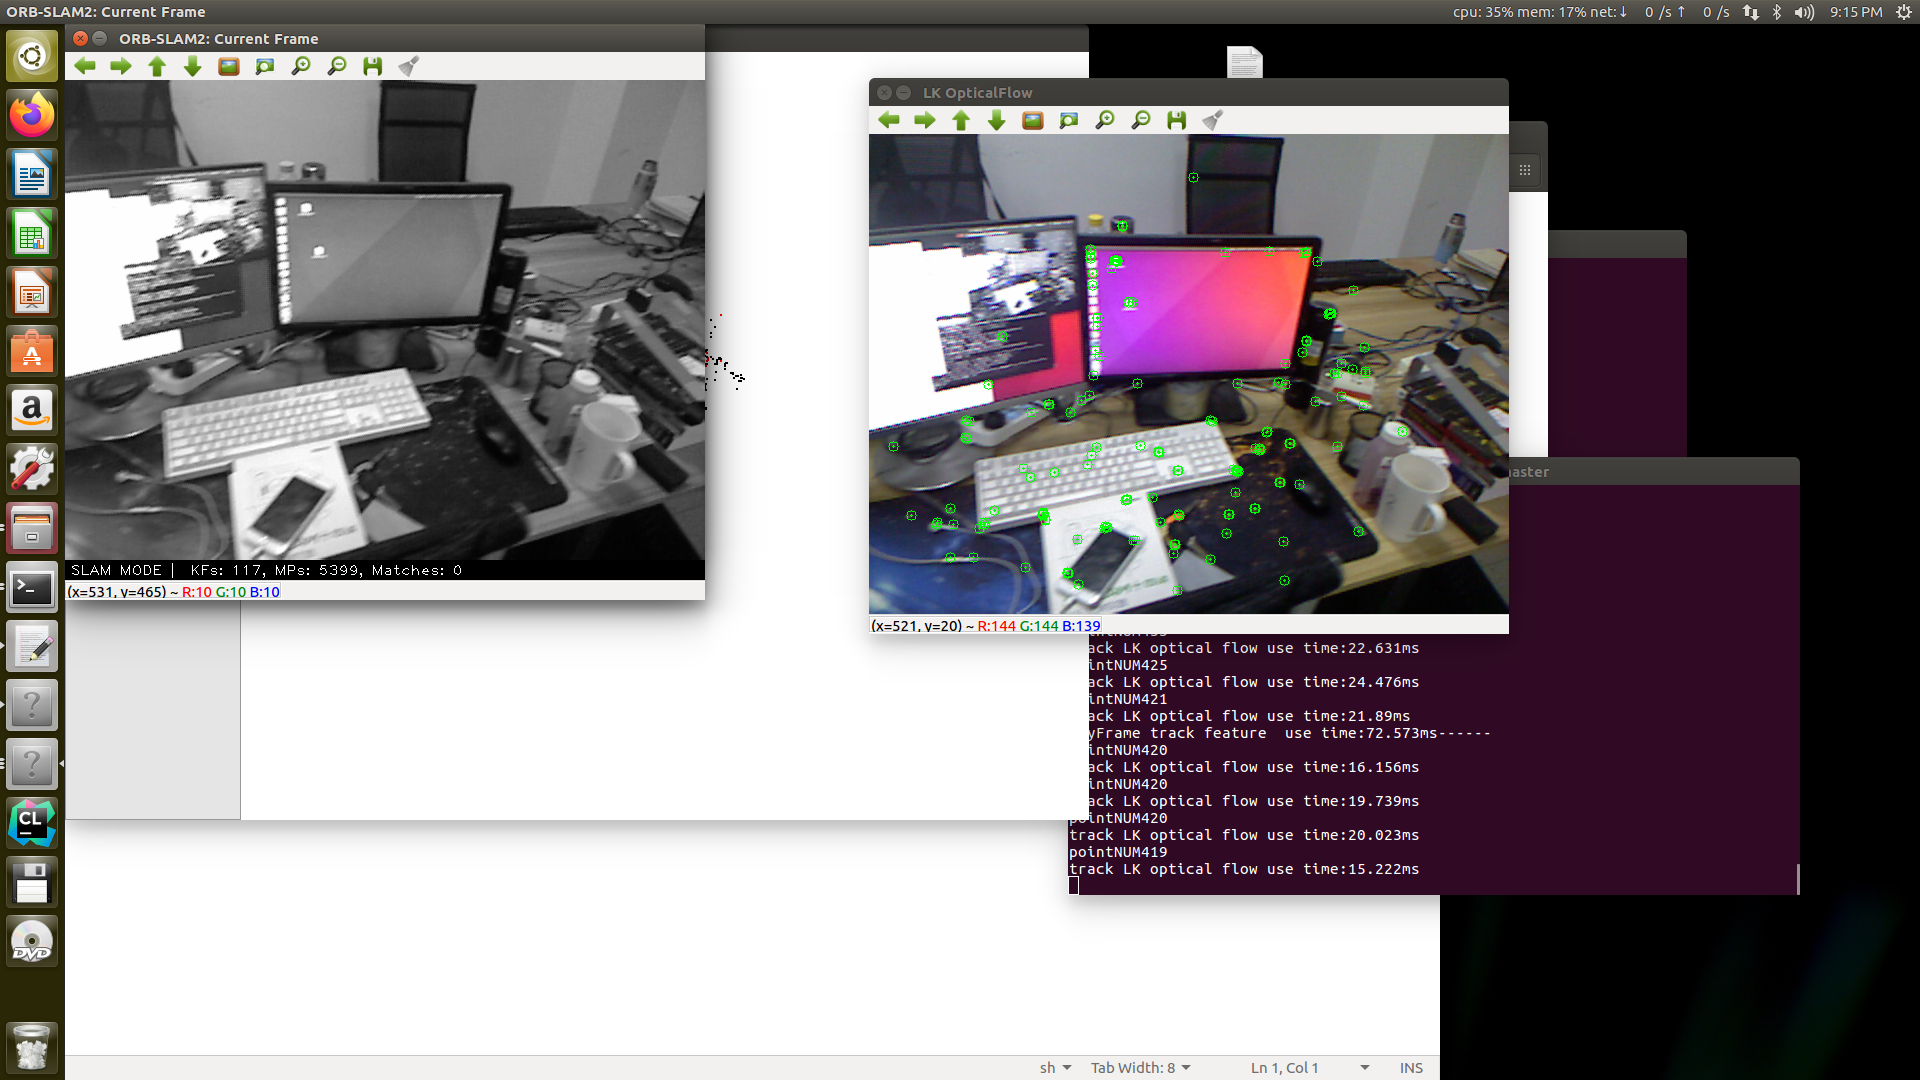 ORB-SLAM2: Current Frame
cpu: 35% mem: 17% net:↓ 0 /s ↑ 0 /s
9:15 PM
ORB-SLAM2: Current Frame
SLAM MODE | KFs: 117, MPs: 5399, Matches: 0
(x=531, y=465) ~ R:10 G:10 B:10
LK OpticalFlow
(x=521, y=20) ~ R:144 G:144 B:139
ack LK optical flow use time:22.631ms
intNUM425
ack LK optical flow use time:24.476ms
intNUM421
ack LK optical flow use time:21.89ms
yFrame track feature  use time:72.573ms------
intNUM420
ack LK optical flow use time:16.156ms
intNUM420
ack LK optical flow use time:19.739ms
pointNUM420
track LK optical flow use time:20.023ms
pointNUM419
track LK optical flow use time:15.222ms
CL
DVD
sh Tab Width: 8 Ln 1, Col 1 INS